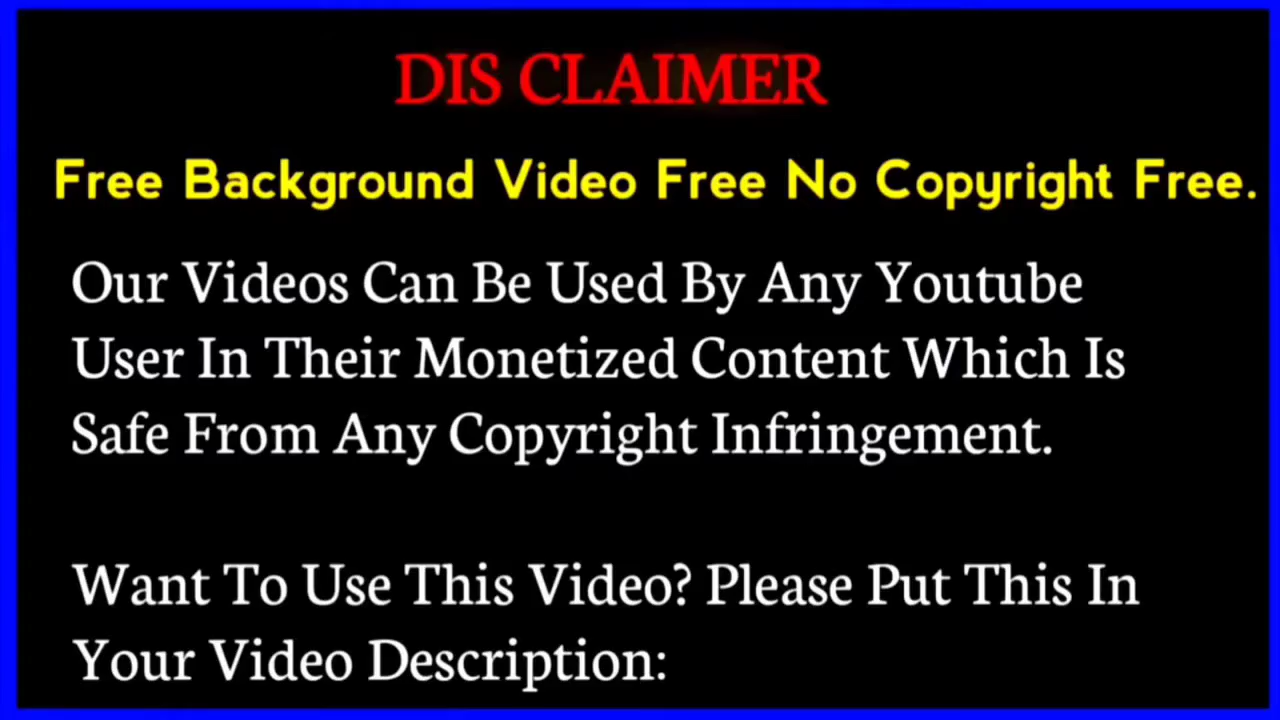 DIS CLAIMER
Free Background Video Free No Copyright Free.
Our Videos Can Be Used By Any Youtube
User In Their Monetized Content Which Is
Safe From Any Copyright Infringement.
Want To Use This Video? Please Put This In
Your Video Description: